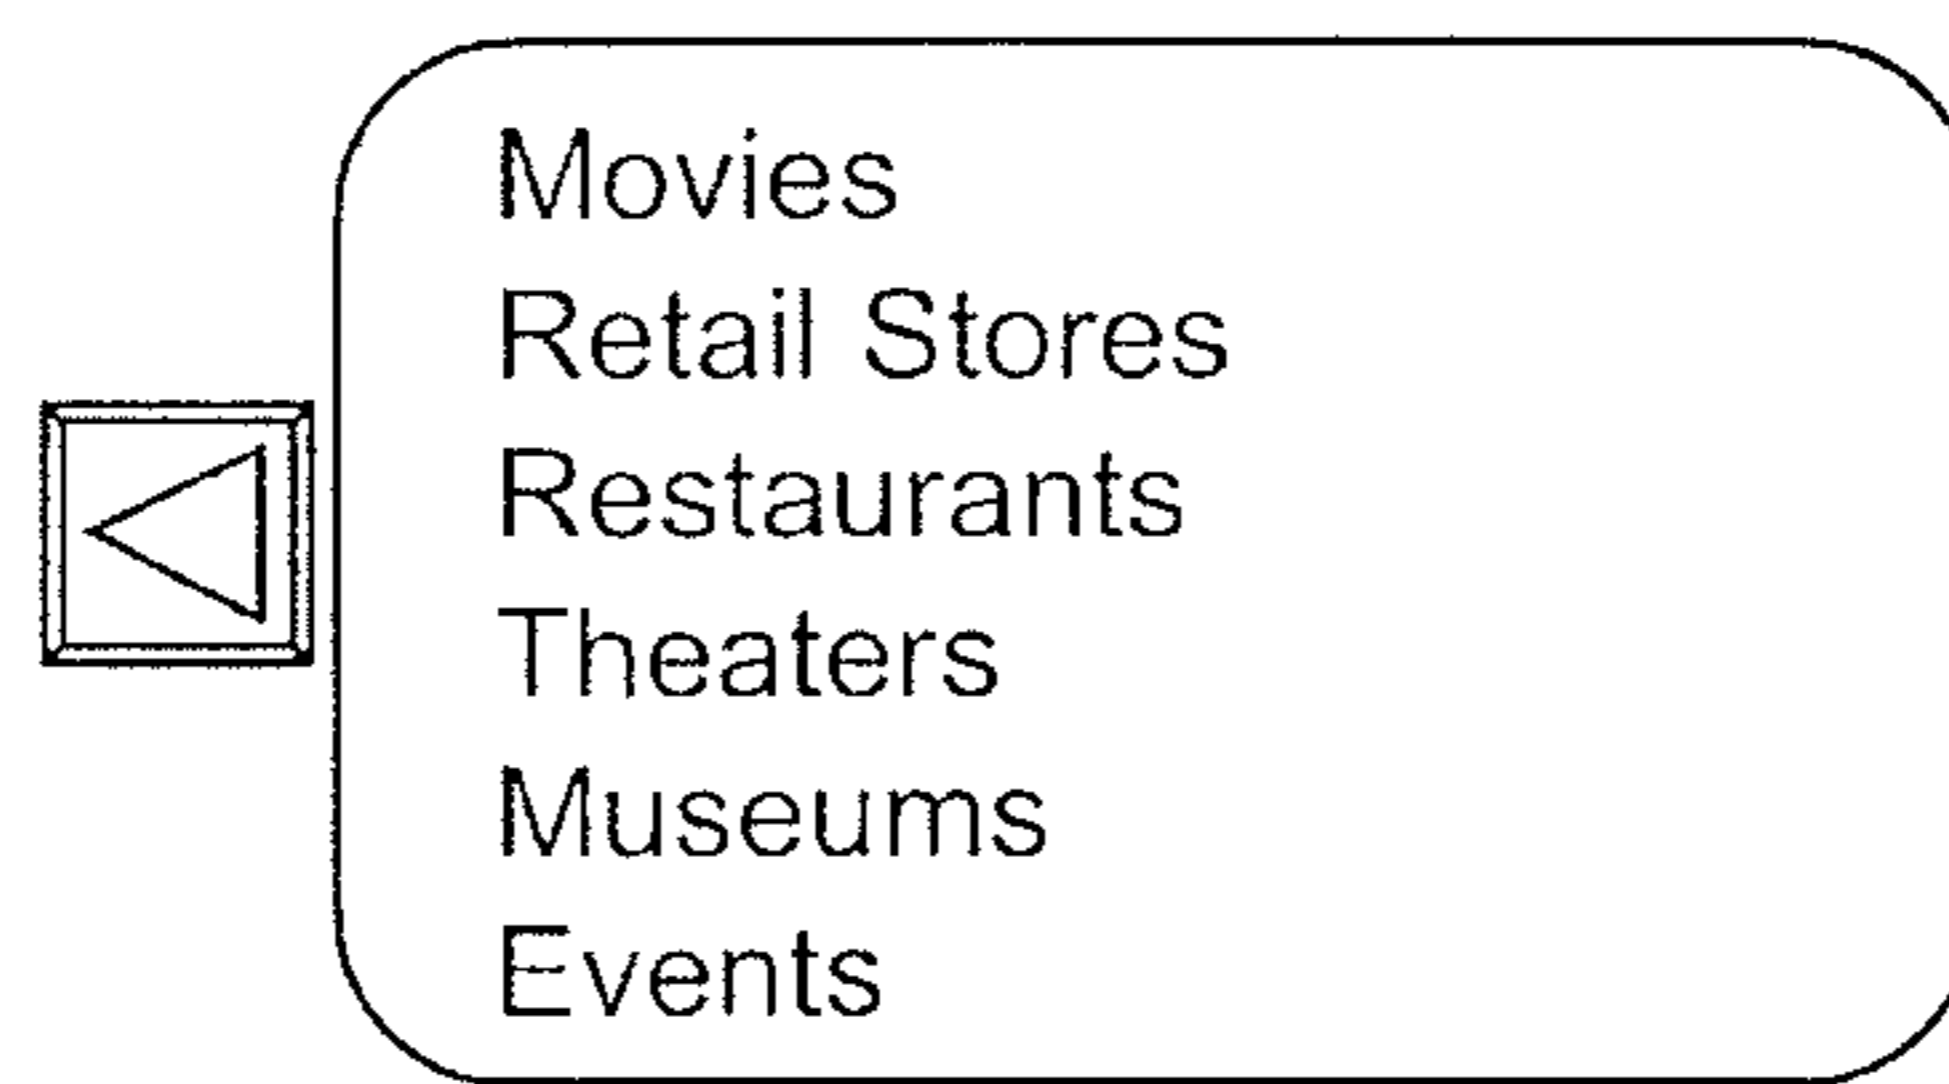 Movies
Retail Stores
Restaurants
Theaters
Museums
Events